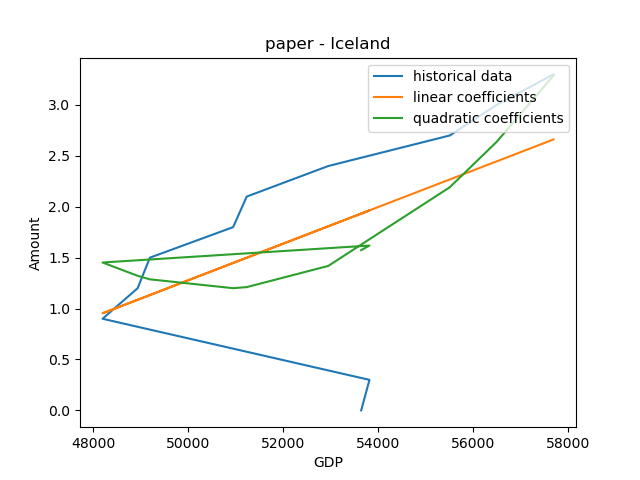 paper - Iceland
historical data
linear coefficients
quadratic coefficients
3.0
2.5
2.0
1.5
1.0
0.5
0.0
Amount
48000 50000 52000 54000 56000 58000
GDP